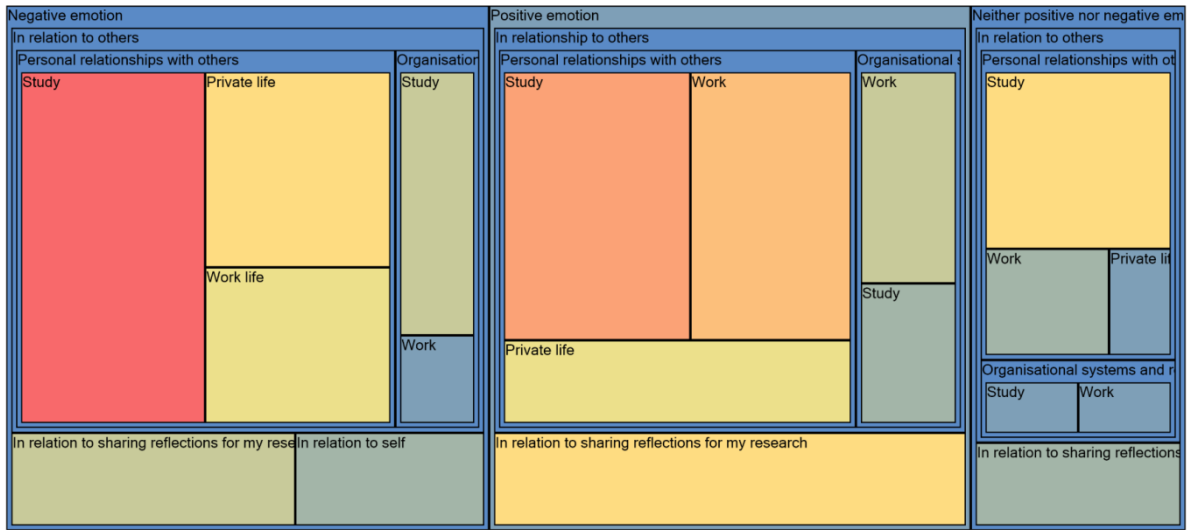 Negative emotion
In relation to others
Personal relationships with others
Study
Private life
Work life
Organisation
Study
Work
In relation to sharing reflections for my rese
In relation to self
Positive emotion
In relationship to others
Personal relationships with others
Study
Work
Private life
Organisational s
Work
Study
In relation to sharing reflections for my research
Neither positive nor negative em
In relation to others
Personal relationships with ot
Study
Work
Private lif
Organisational systems and r
Study
Work
In relation to sharing reflections